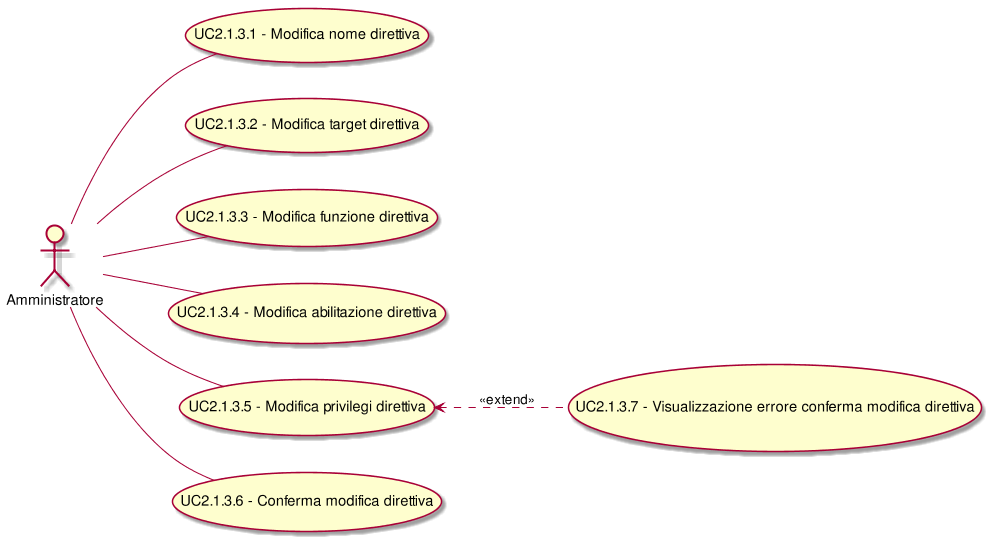 UC2.1.3.1 - Modifica nome direttiva
UC2.1.3.2 - Modifica target direttiva
UC2.1.3.3 - Modifica funzione direttiva
Amministratore
UC2.1.3.4 - Modifica abilitazione direttiva
UC2.1.3.5 - Modifica privilegi direttiva
«extend»
UC2.1.3.7 - Visualizzazione errore conferma modifica direttiva
UC2.1.3.6 - Conferma modifica direttiva